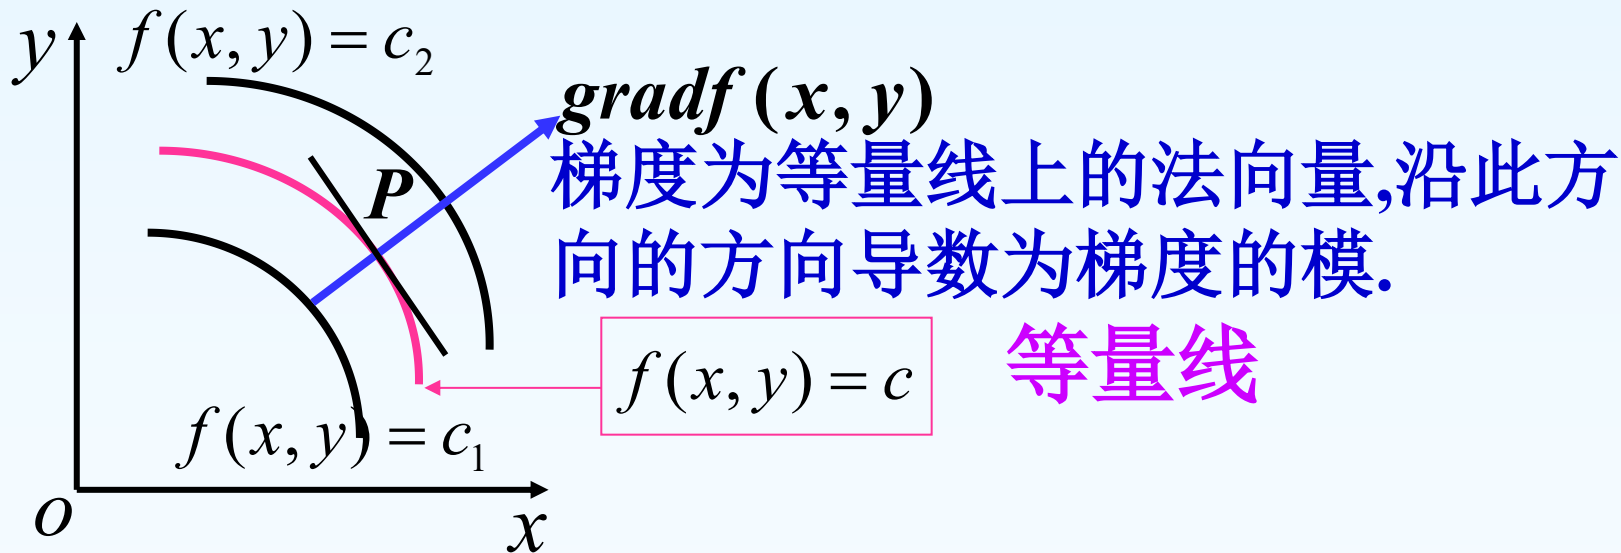 y
f(x, y) = c₂
gradf(x, y)
梯度为等量线上的法向量,沿此方
向的方向导数为梯度的模.
P
等量线
f(x, y) = c
f(x, y) = c₁
o
x